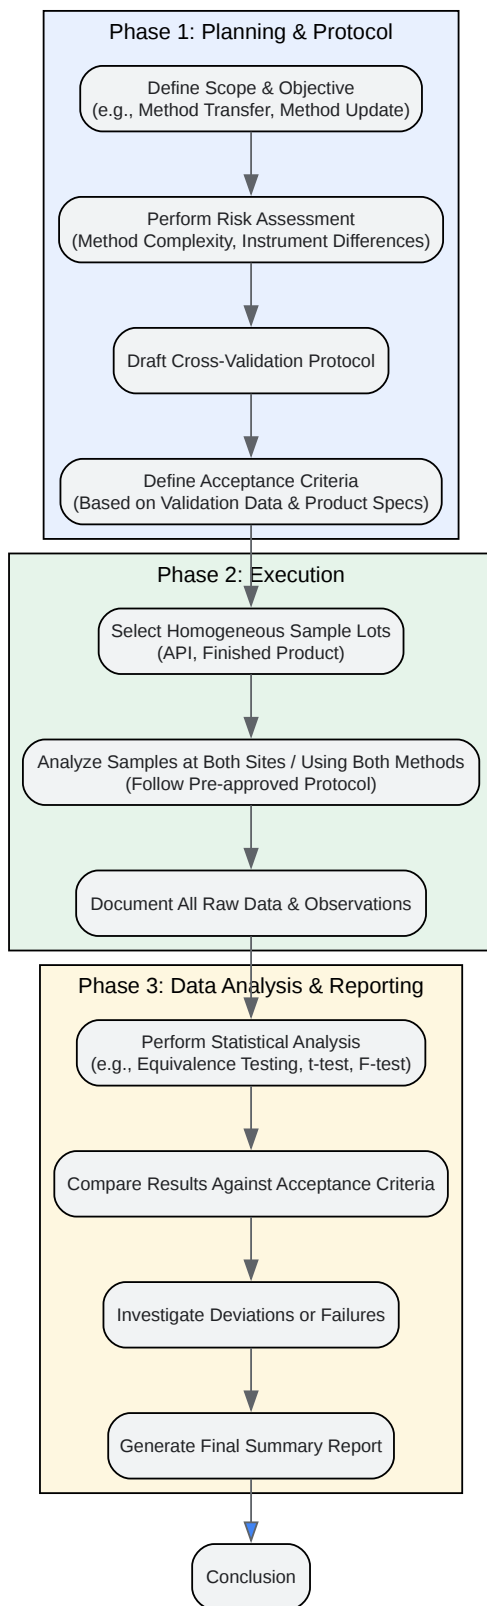 Phase 1: Planning & Protocol
Define Scope & Objective
(e.g., Method Transfer, Method Update)
Perform Risk Assessment
(Method Complexity, Instrument Differences)
Draft Cross-Validation Protocol
Define Acceptance Criteria
(Based on Validation Data & Product Specs)
Phase 2: Execution
Select Homogeneous Sample Lots
(API, Finished Product)
Analyze Samples at Both Sites / Using Both Methods
(Follow Pre-approved Protocol)
Document All Raw Data & Observations
Phase 3: Data Analysis & Reporting
Perform Statistical Analysis
(e.g., Equivalence Testing, t-test, F-test)
Compare Results Against Acceptance Criteria
Investigate Deviations or Failures
Generate Final Summary Report
Conclusion